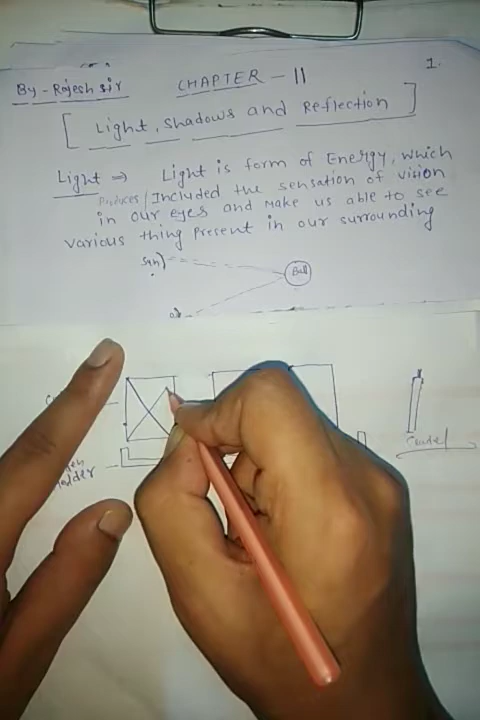 1.
By - Rajesh sir CHAPTER - 11
[ Light, Shadows and Reflection ]
Light ⇒ Light is form of Energy, which
Produces/Included the sensation of vision
in our eyes and Make us able to see
various thing Present in our surrounding
Sun
Ball